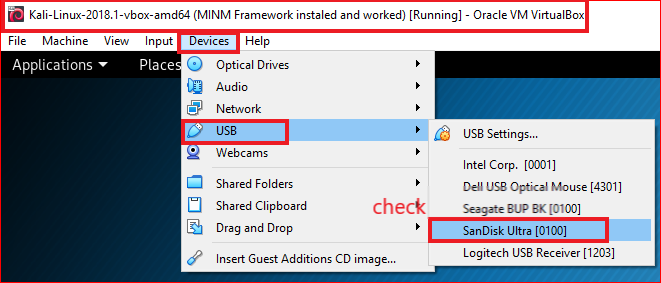 Kali-Linux-2018.1-vbox-amd64 (MINM Framework instaled and worked) [Running] - Oracle VM VirtualBox
File Machine View Input Devices Help
Applications Places
Optical Drives
Audio
Network
USB
Webcams
Shared Folders
Shared Clipboard
Drag and Drop
Insert Guest Additions CD image...
check
USB Settings...
Intel Corp. [0001]
Dell USB Optical Mouse [4301]
Seagate BUP BK [0100]
SanDisk Ultra [0100]
Logitech USB Receiver [1203]